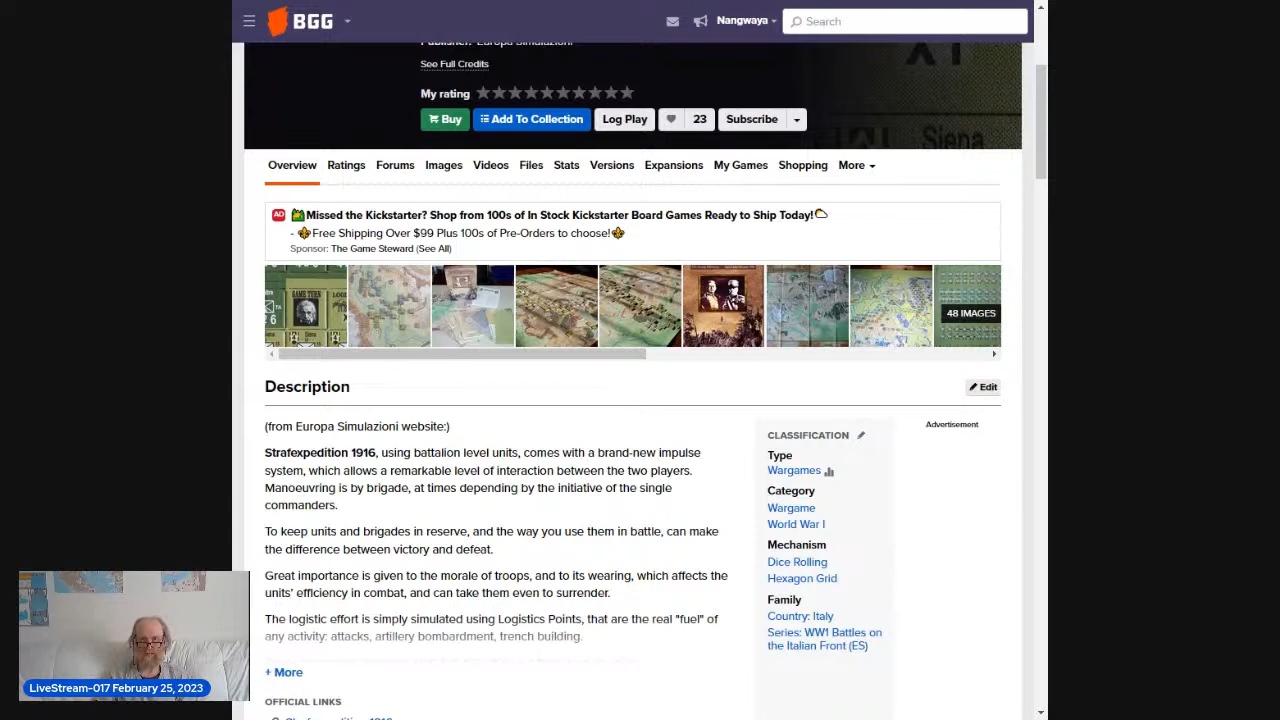 BGG
Nangwaya
Search
Publisher: Europa Simulazioni
See Full Credits
My rating
Buy
Add To Collection
Log Play
23
Subscribe
Siena
Overview
Ratings
Forums
Images
Videos
Files
Stats
Versions
Expansions
My Games
Shopping
More
AD
Missed the Kickstarter? Shop from 100s of In Stock Kickstarter Board Games Ready to Ship Today!
- Free Shipping Over $99 Plus 100s of Pre-Orders to choose!
Sponsor: The Game Steward (See All)
GAME TURN
48 IMAGES
Description
Edit
(from Europa Simulazioni website:)
Strafexpedition 1916, using battalion level units, comes with a brand-new impulse
system, which allows a remarkable level of interaction between the two players.
Manoeuvring is by brigade, at times depending by the initiative of the single
commanders.
To keep units and brigades in reserve, and the way you use them in battle, can make
the difference between victory and defeat.
Great importance is given to the morale of troops, and to its wearing, which affects the
units' efficiency in combat, and can take them even to surrender.
The logistic effort is simply simulated using Logistics Points, that are the real "fuel" of
any activity: attacks, artillery bombardment, trench building.
+ More
OFFICIAL LINKS
CLASSIFICATION
Type
Wargames
Category
Wargame
World War I
Mechanism
Dice Rolling
Hexagon Grid
Family
Country: Italy
Series: WW1 Battles on
the Italian Front (ES)
Advertisement
LiveStream-017 February 25, 2023